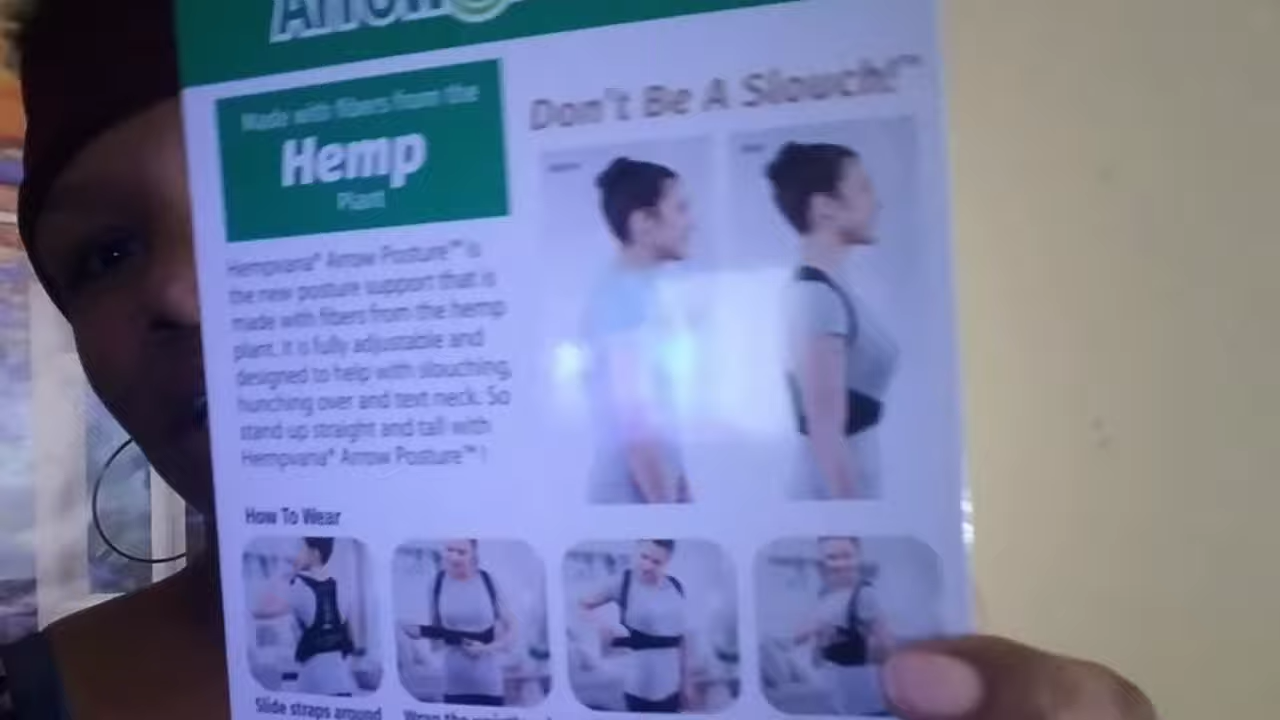 Arrow
Made with fibers from the
Hemp
Plant
Don't Be A Slouch!™
Hempvana® Arrow Posture™ is
the new posture support that is
made with fibers from the hemp
plant. It is fully adjustable and
designed to help with slouching,
hunching over and text neck. So
stand up straight and tall with
Hempvana® Arrow Posture™ !
How To Wear
Slide straps around
Wrap the